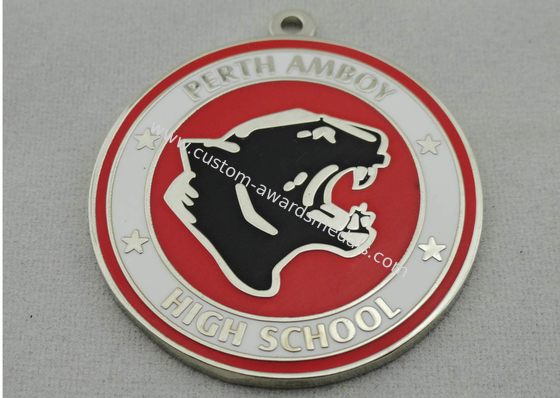 PERTH AMBOY
www.custom-awardsmedals.com
HIGH SCHOOL